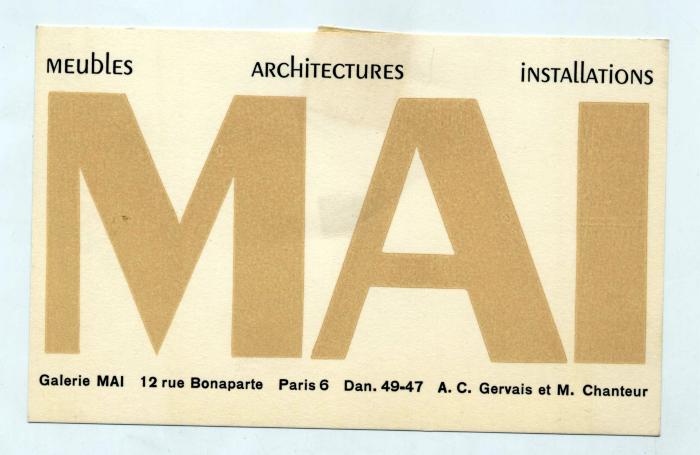 MEubLES ARCHITECTURES iNSTAllATiONS
MAI
Galerie MAI 12 rue Bonaparte Paris 6 Dan. 49-47 A. C. Gervais et M. Chanteur